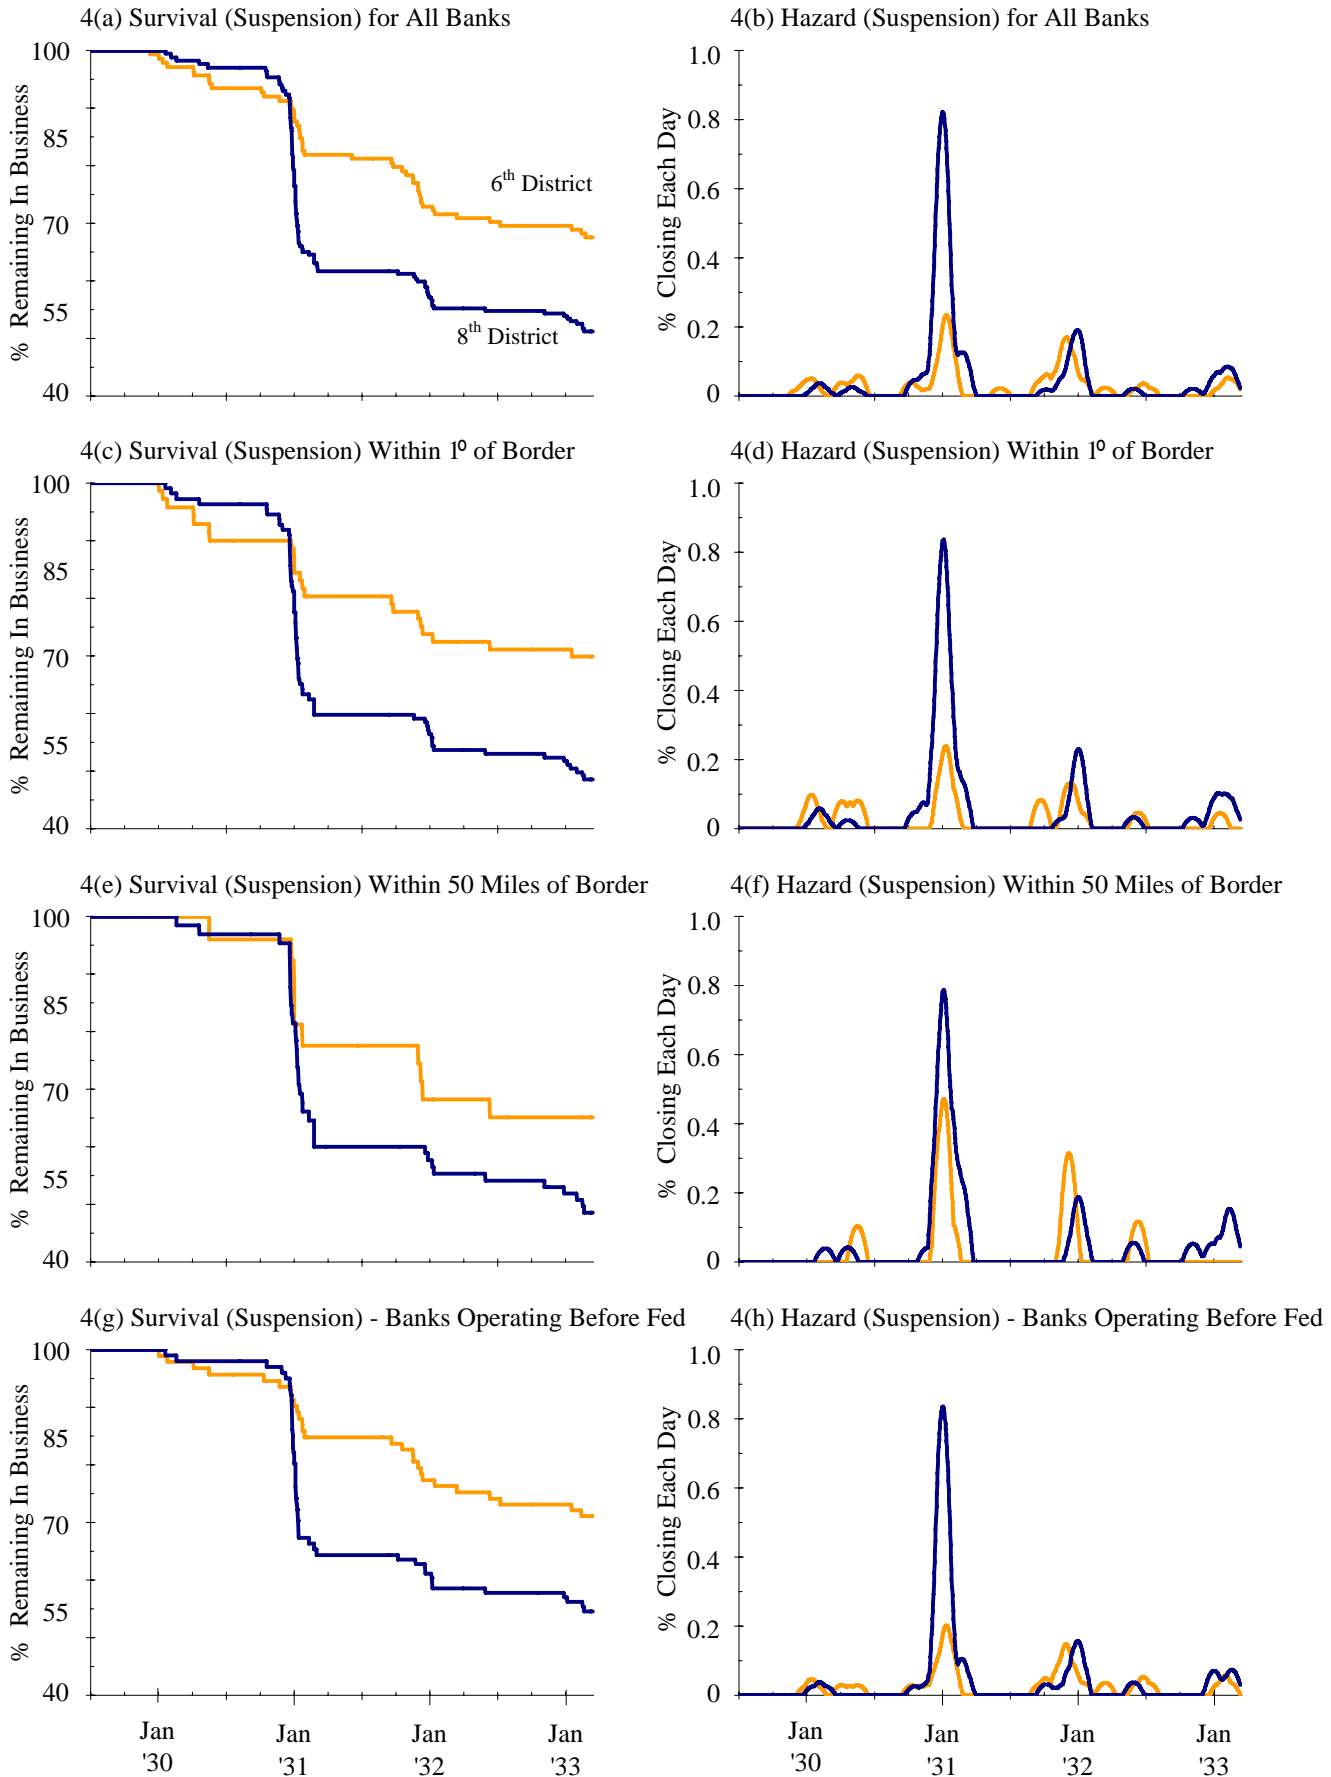 4(a) Survival (Suspension) for All Banks
4(b) Hazard (Suspension) for All Banks
% Remaining In Business
100
85
70
55
40
6th District
8th District
% Closing Each Day
1.0
0.8
0.6
0.4
0.2
0
4(c) Survival (Suspension) Within 1º of Border
4(d) Hazard (Suspension) Within 1º of Border
% Remaining In Business
100
85
70
55
40
% Closing Each Day
1.0
0.8
0.6
0.4
0.2
0
4(e) Survival (Suspension) Within 50 Miles of Border
4(f) Hazard (Suspension) Within 50 Miles of Border
% Remaining In Business
100
85
70
55
40
% Closing Each Day
1.0
0.8
0.6
0.4
0.2
0
4(g) Survival (Suspension) - Banks Operating Before Fed
4(h) Hazard (Suspension) - Banks Operating Before Fed
% Remaining In Business
100
85
70
55
40
% Closing Each Day
1.0
0.8
0.6
0.4
0.2
0
Jan Jan Jan Jan
'30 '31 '32 '33
Jan Jan Jan Jan
'30 '31 '32 '33